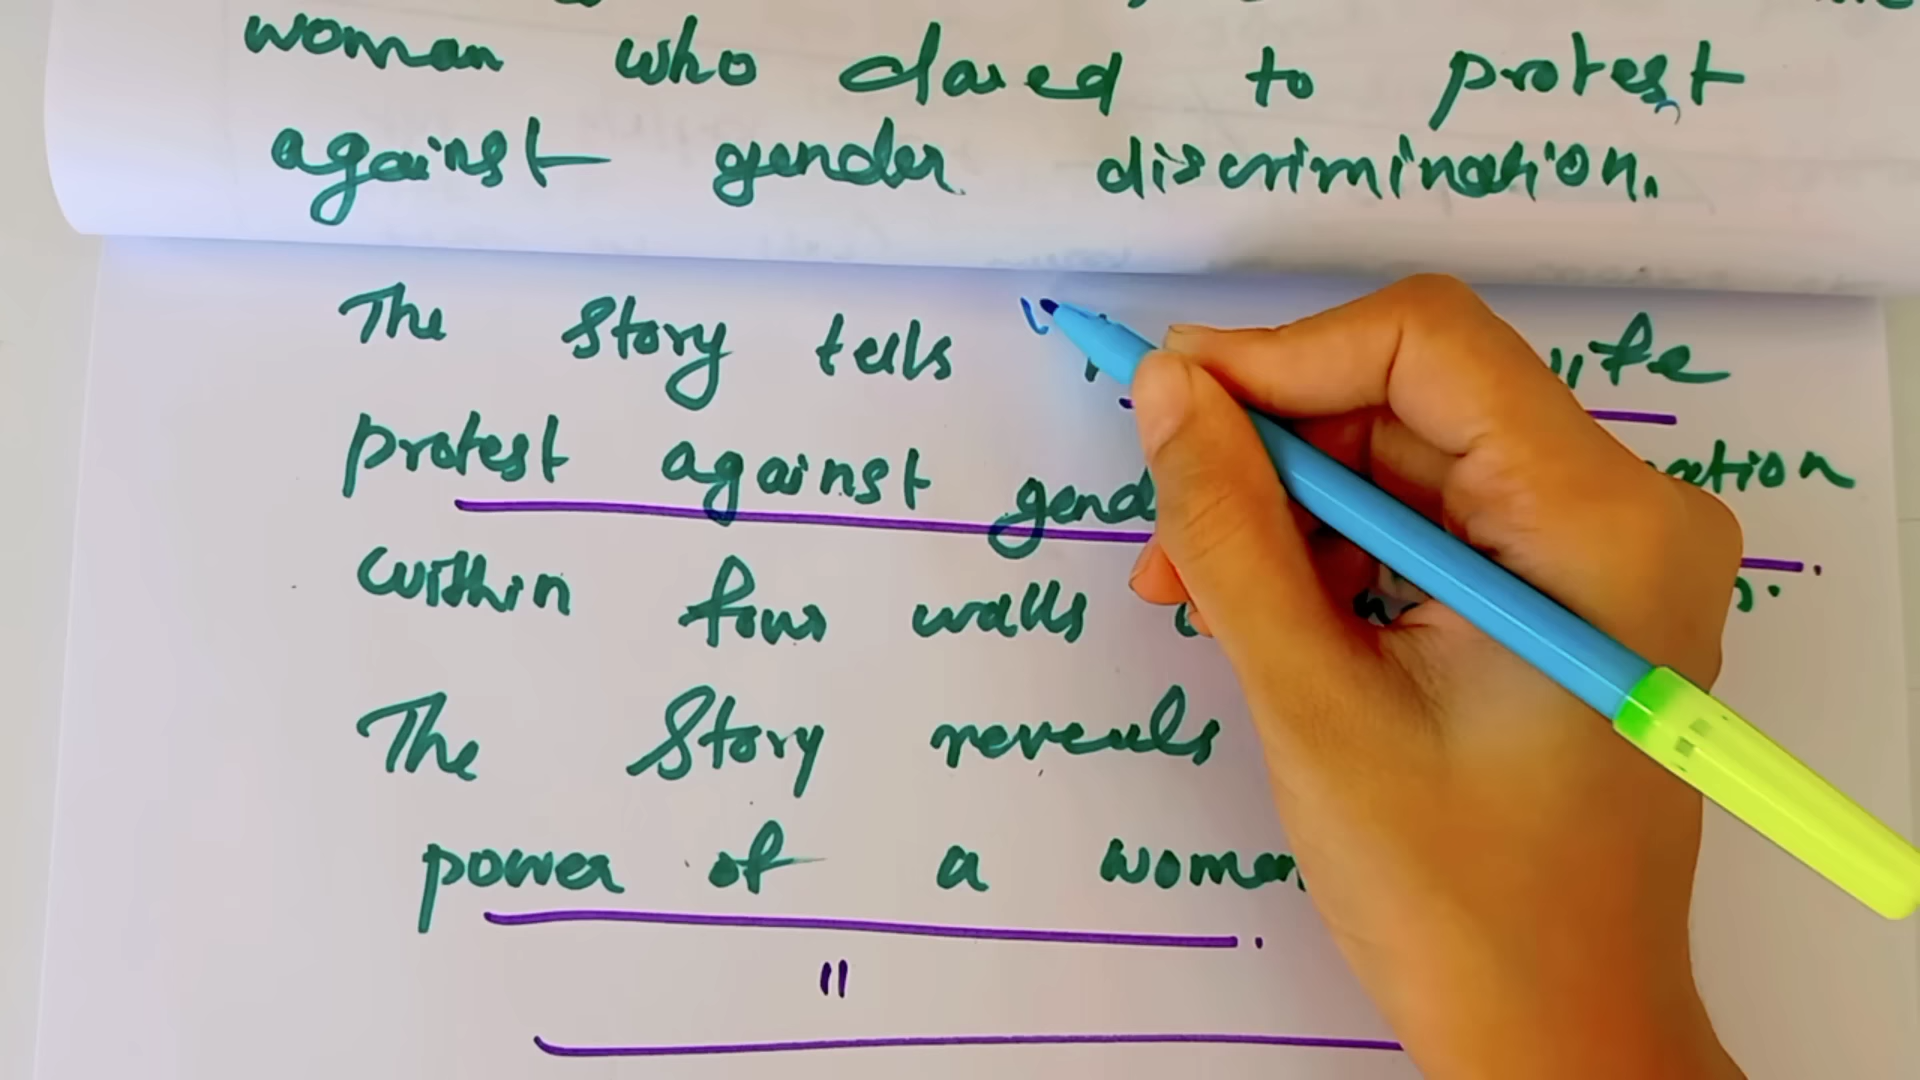 woman who dared to protest
against gender discrimination.
The Story tells
protest against
within four walls
The Story reveals
power of a woman